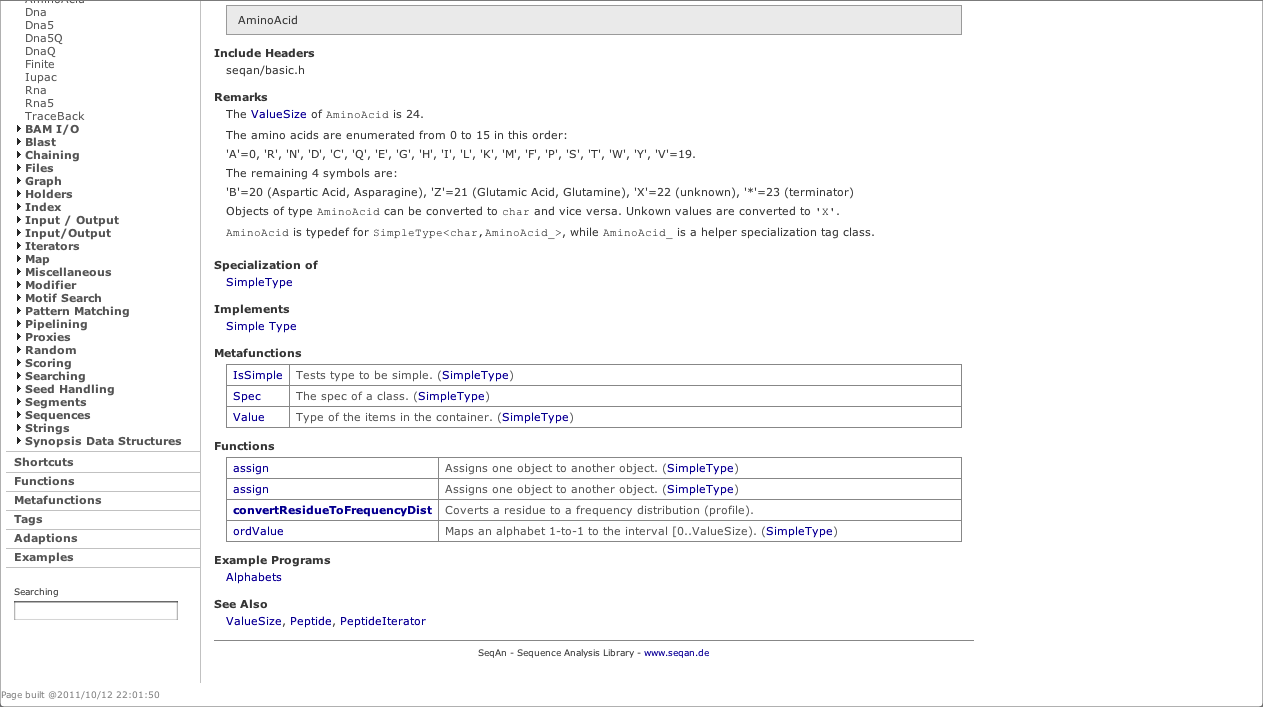 AminoAcid
Dna
Dna5
Dna5Q
DnaQ
Finite
Iupac
Rna
Rna5
TraceBack
BAM I/O
Blast
Chaining
Files
Graph
Holders
Index
Input / Output
Input/Output
Iterators
Map
Miscellaneous
Modifier
Motif Search
Pattern Matching
Pipelining
Proxies
Random
Scoring
Searching
Seed Handling
Segments
Sequences
Strings
Synopsis Data Structures
Shortcuts
Functions
Metafunctions
Tags
Adaptions
Examples
Searching
Page built @2011/10/12 22:01:50
AminoAcid
Include Headers
seqan/basic.h
Remarks
The ValueSize of AminoAcid is 24.
The amino acids are enumerated from 0 to 15 in this order:
'A'=0, 'R', 'N', 'D', 'C', 'Q', 'E', 'G', 'H', 'I', 'L', 'K', 'M', 'F', 'P', 'S', 'T', 'W', 'Y', 'V'=19.
The remaining 4 symbols are:
'B'=20 (Aspartic Acid, Asparagine), 'Z'=21 (Glutamic Acid, Glutamine), 'X'=22 (unknown), '*'=23 (terminator)
Objects of type AminoAcid can be converted to char and vice versa. Unkown values are converted to 'X'.
AminoAcid is typedef for SimpleType<char,AminoAcid_>, while AminoAcid_ is a helper specialization tag class.
Specialization of
SimpleType
Implements
Simple Type
Metafunctions
IsSimple Tests type to be simple. (SimpleType)
Spec The spec of a class. (SimpleType)
Value Type of the items in the container. (SimpleType)
Functions
assign Assigns one object to another object. (SimpleType)
assign Assigns one object to another object. (SimpleType)
convertResidueToFrequencyDist Coverts a residue to a frequency distribution (profile).
ordValue Maps an alphabet 1-to-1 to the interval [0..ValueSize). (SimpleType)
Example Programs
Alphabets
See Also
ValueSize, Peptide, PeptideIterator
SeqAn - Sequence Analysis Library - www.seqan.de